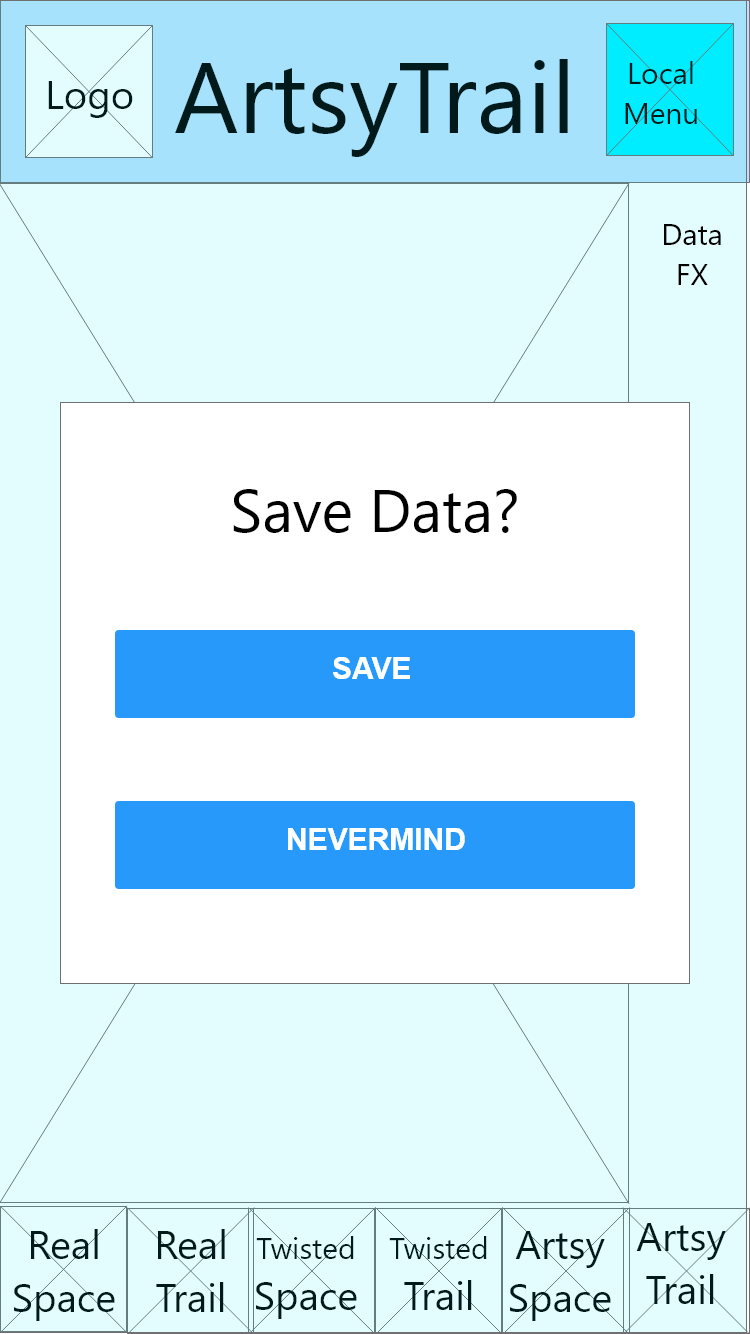 Logo
ArtsyTrail
Local
Menu
Data
FX
Save Data?
SAVE
NEVERMIND
Real
Space
Real
Trail
Twisted
Space
Twisted
Trail
Artsy
Space
Artsy
Trail